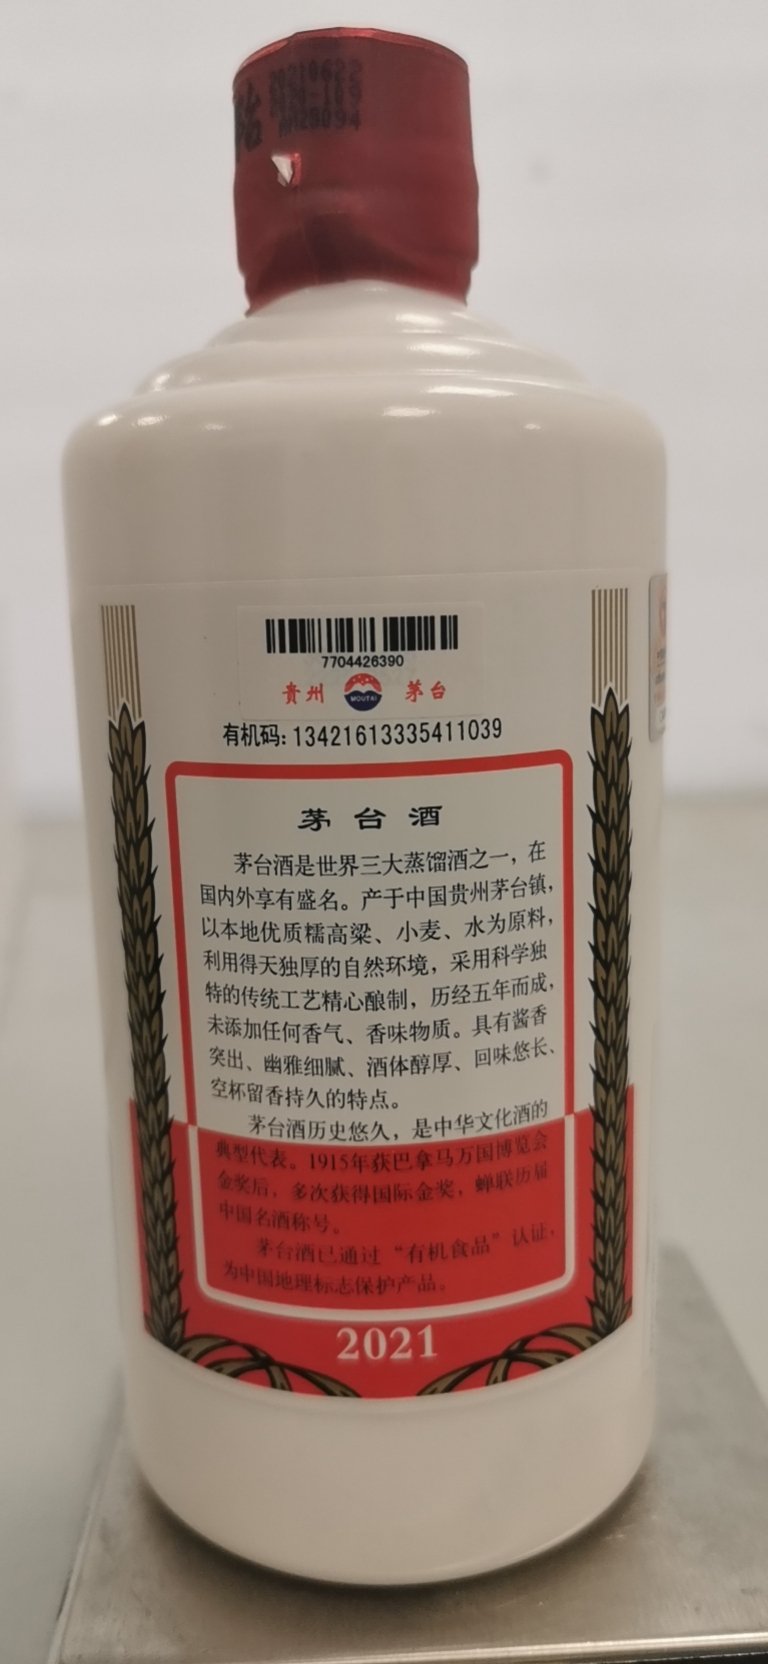 7704426390
贵州
MOUTAI
茅台
有机码:13421613335411039
茅台酒
茅台酒是世界三大蒸馏酒之一,在
国内外享有盛名。产于中国贵州茅台镇,
以本地优质糯高粱、小麦、水为原料,
利用得天独厚的自然环境,采用科学独
特的传统工艺精心酿制,历经五年而成,
未添加任何香气、香味物质。具有酱香
突出、幽雅细腻、酒体醇厚、回味悠长、
空杯留香持久的特点。
茅台酒历史悠久,是中华文化酒的
典型代表。1915年获巴拿马万国博览会
金奖后,多次获得国际金奖,蝉联历届
中国名酒称号。
茅台酒已通过“有机食品”认证,
为中国地理标志保护产品。
2021